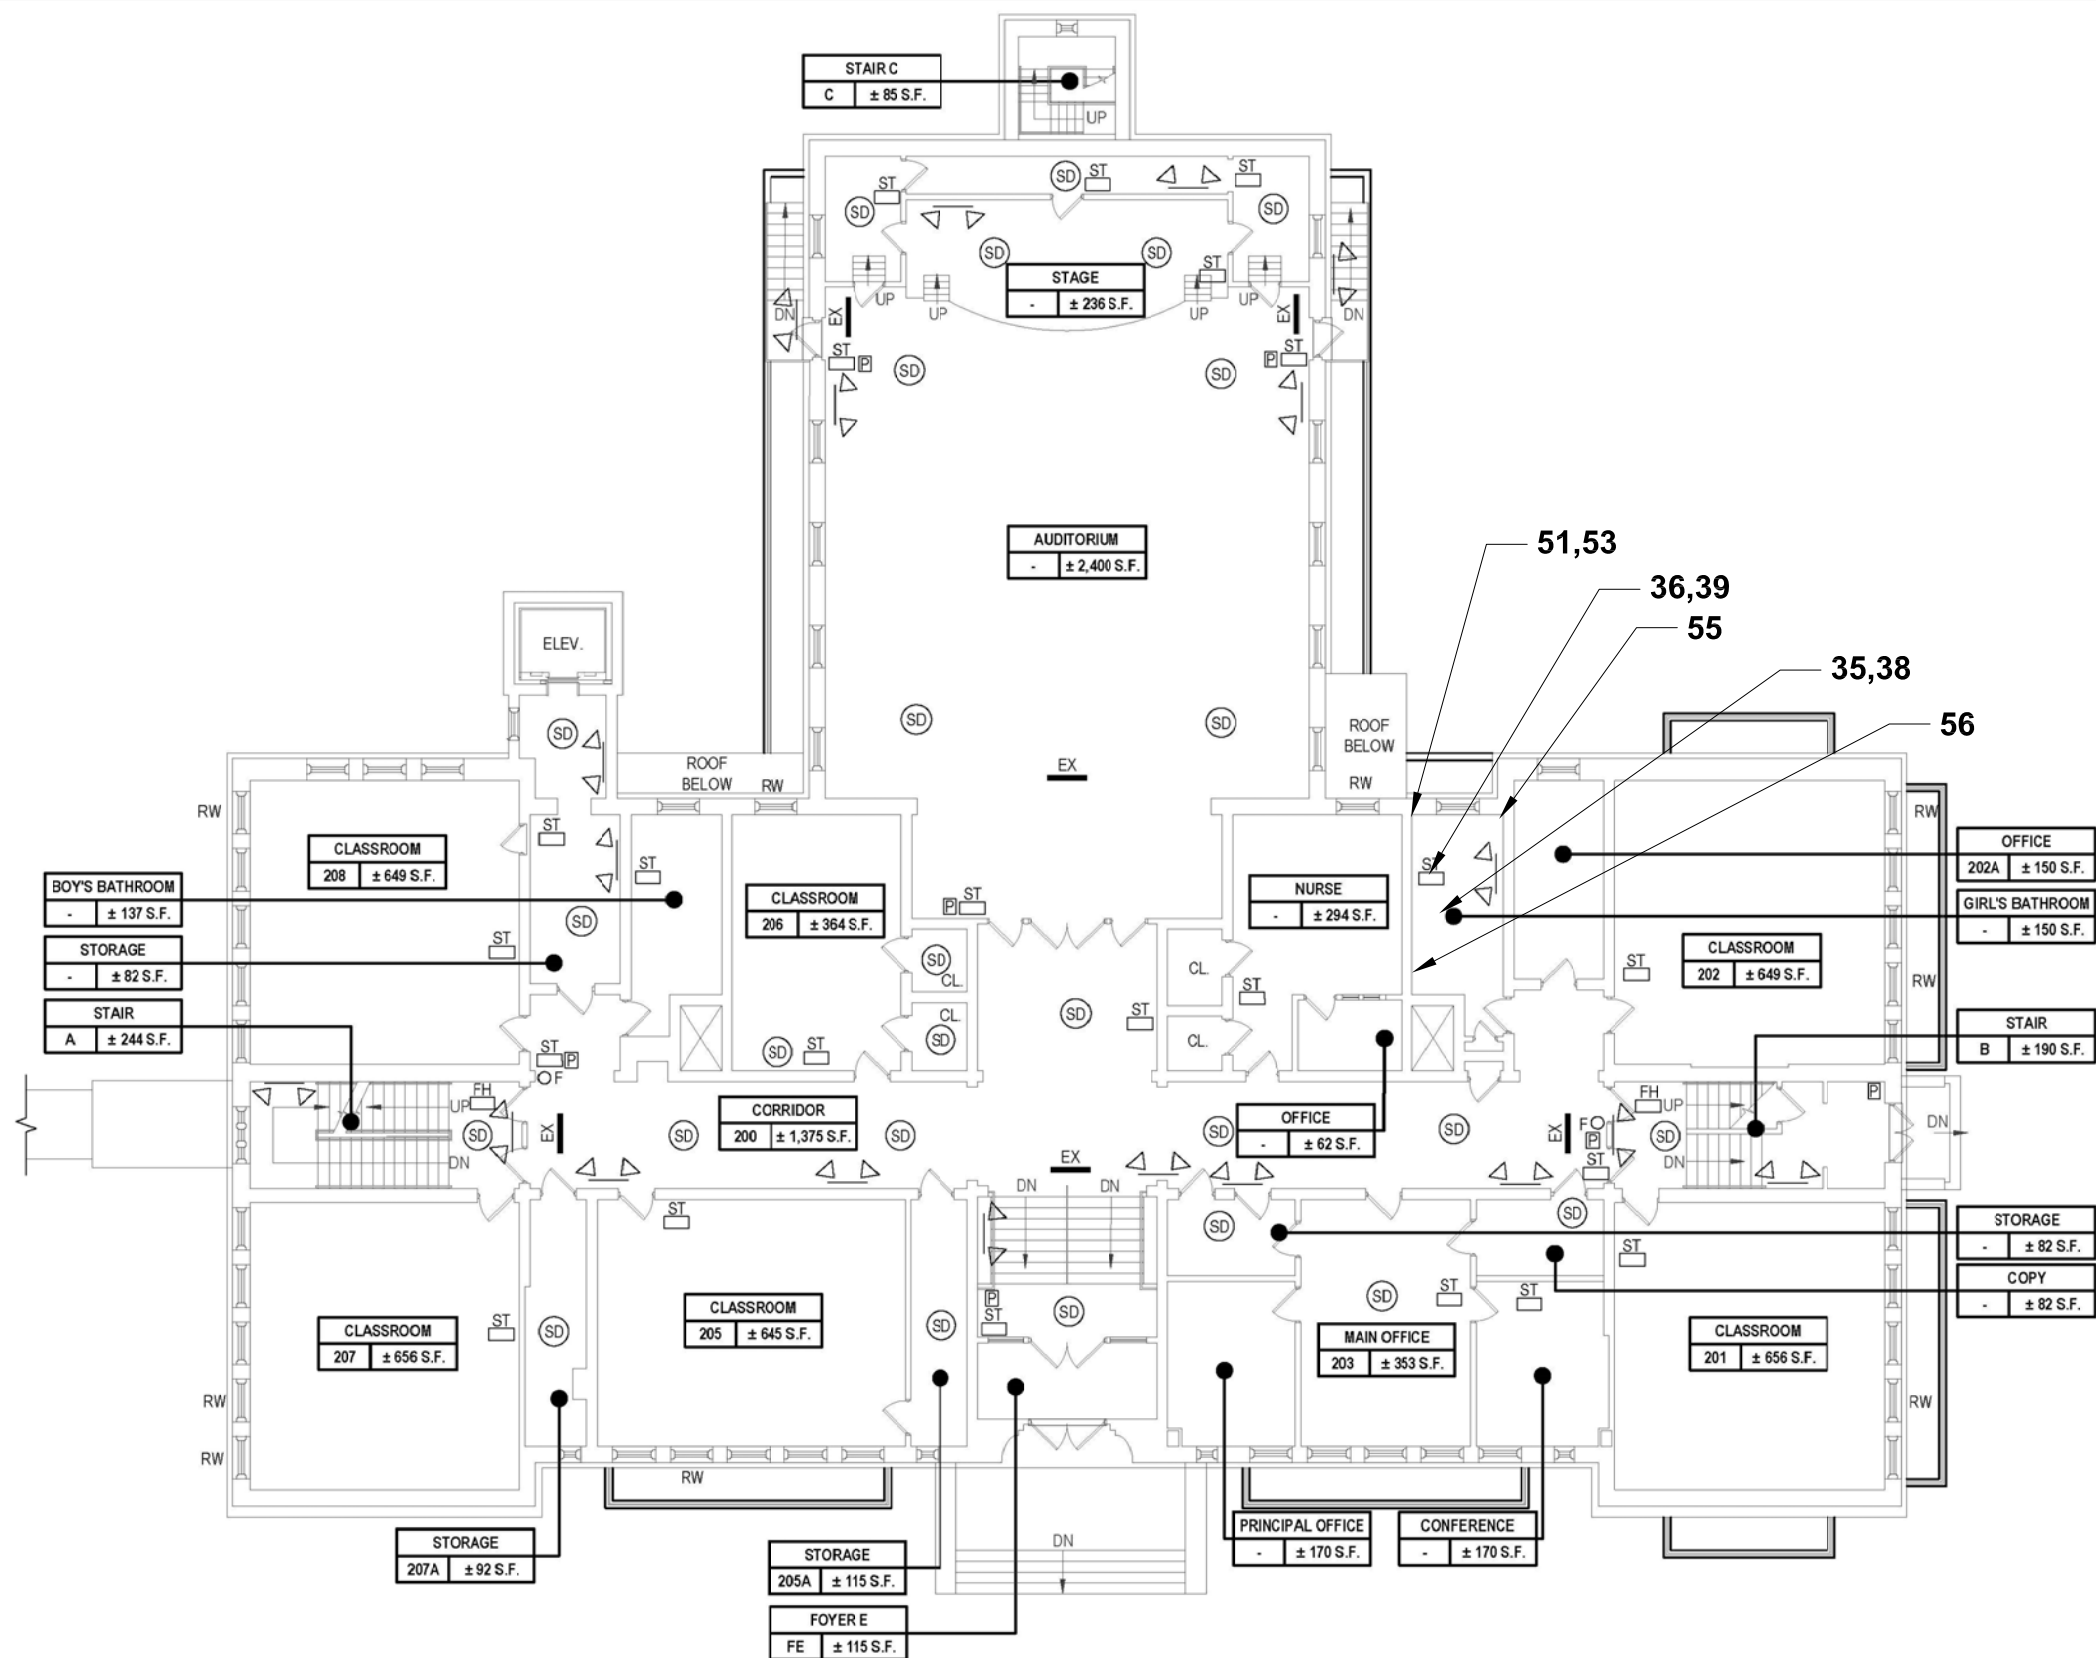 STAIR C
C ± 85 S.F.
UP
ST
SD
ST
ST
SD
SD
SD
SD
ST
STAGE
- ± 236 S.F.
UP
UP
UP
UP
DN
EX
EX
DN
ST P
P ST
SD
SD
51,53
AUDITORIUM
- ± 2,400 S.F.
36,39
55
ELEV.
35,38
SD
SD
SD
ROOF
BELOW
56
EX
ROOF
BELOW
RW
RW
RW
RW
ST
CLASSROOM
208 ± 649 S.F.
ST
ST
OFFICE
202A ± 150 S.F.
BOY'S BATHROOM
- ± 137 S.F.
CLASSROOM
206 ± 364 S.F.
NURSE
- ± 294 S.F.
GIRL'S BATHROOM
- ± 150 S.F.
P ST
SD
STORAGE
- ± 82 S.F.
ST
SD
CL.
CL.
ST
CLASSROOM
202 ± 649 S.F.
ST
RW
STAIR
A ± 244 S.F.
SD
ST
CL.
SD
CL.
STAIR
B ± 190 S.F.
ST P
SD ST
F
FH
UP
FH
UP
P
CORRIDOR
200 ± 1,375 S.F.
OFFICE
- ± 62 S.F.
SD
EX
SD
SD
SD
SD
EX
F
P
SD
DN
DN
EX
ST
DN
DN
DN
ST
SD
SD
STORAGE
- ± 82 S.F.
ST
COPY
- ± 82 S.F.
CLASSROOM
207 ± 656 S.F.
ST
SD
CLASSROOM
205 ± 645 S.F.
SD
P
ST
SD
SD
ST
ST
MAIN OFFICE
203 ± 353 S.F.
CLASSROOM
201 ± 656 S.F.
RW
RW
RW
RW
STORAGE
207A ± 92 S.F.
STORAGE
205A ± 115 S.F.
DN
PRINCIPAL OFFICE
- ± 170 S.F.
CONFERENCE
- ± 170 S.F.
FOYER E
FE ± 115 S.F.